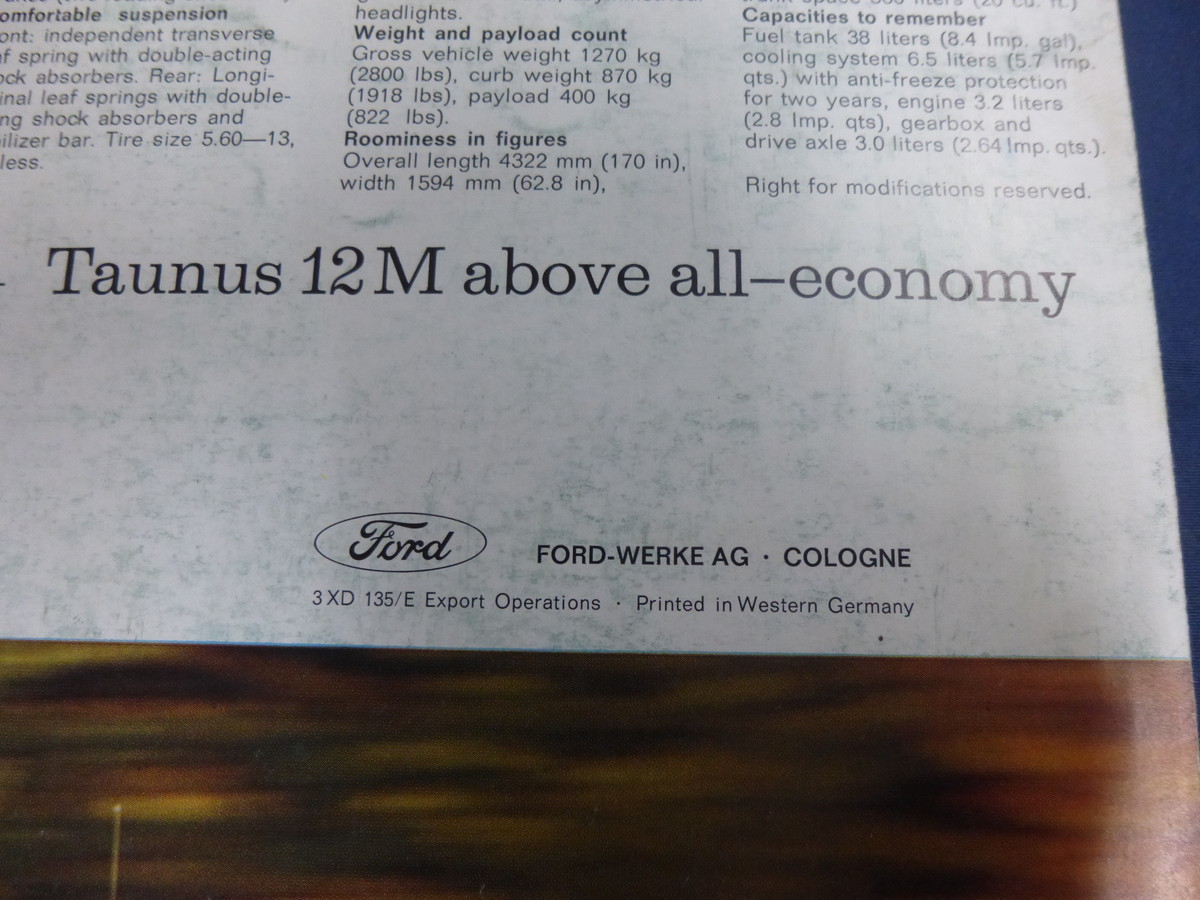 omfortable suspension
ont: independent transverse
f spring with double-acting
ock absorbers. Rear: Longi-
inal leaf springs with double-
ng shock absorbers and
ilizer bar. Tire size 5.60—13,
less.
headlights.
Weight and payload count
Gross vehicle weight 1270 kg
(2800 lbs), curb weight 870 kg
(1918 lbs), payload 400 kg
(822 lbs).
Roominess in figures
Overall length 4322 mm (170 in),
width 1594 mm (62.8 in),
Capacities to remember
Fuel tank 38 liters (8.4 Imp. gal),
cooling system 6.5 liters (5.7 Imp.
qts.) with anti-freeze protection
for two years, engine 3.2 liters
(2.8 Imp. qts), gearbox and
drive axle 3.0 liters (2.64 Imp. qts.).
Right for modifications reserved.
Taunus 12M above all–economy
Ford
FORD-WERKE AG · COLOGNE
3XD 135/E Export Operations · Printed in Western Germany